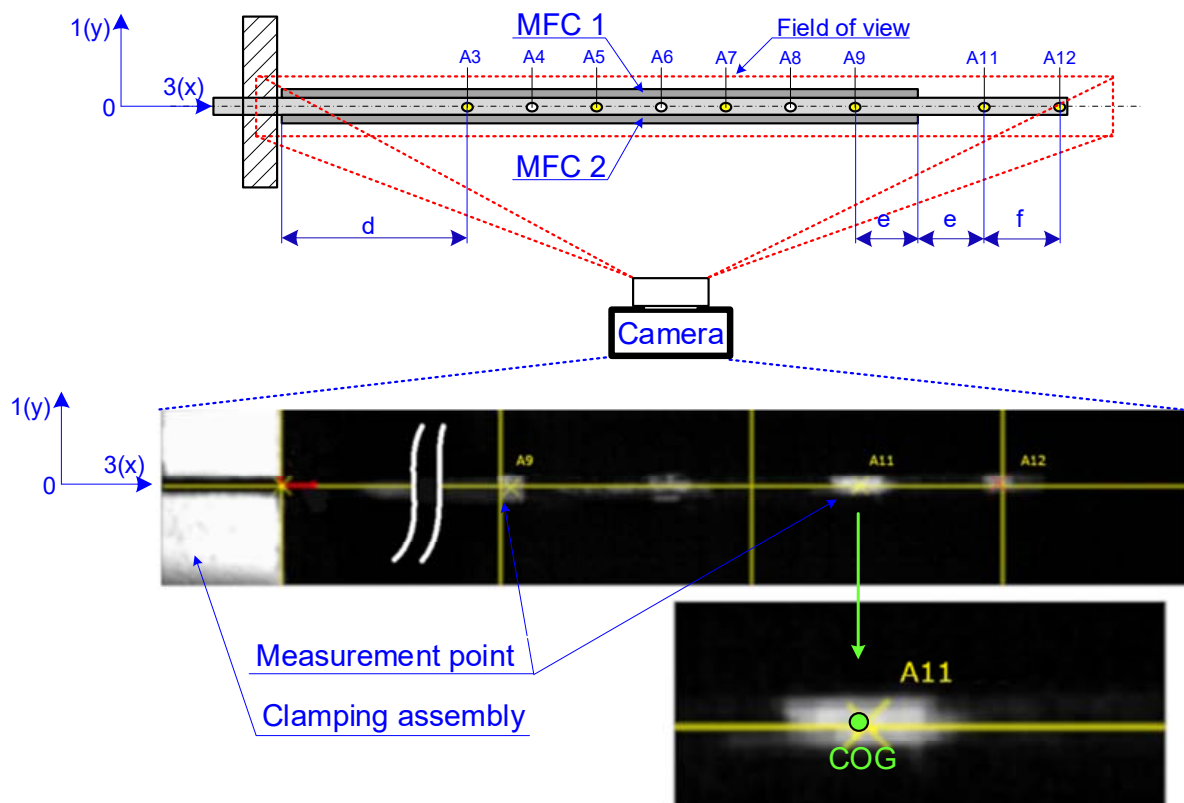 1(y)
MFC 1
Field of view
A3
A4
A5
A6
A7
A8
A9
A11
A12
3(x)
0
MFC 2
d
e
e
f
Camera
1(y)
3(x)
0
A9
A11
A12
Measurement point
Clamping assembly
A11
COG